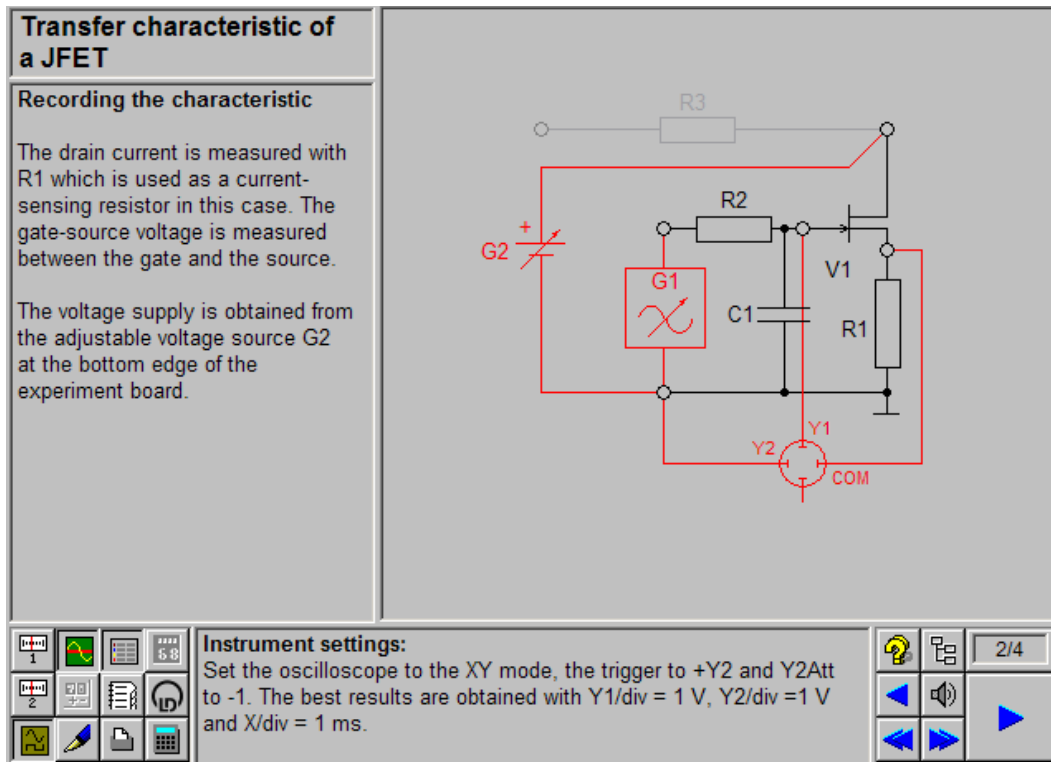 Transfer characteristic of
a JFET
Recording the characteristic
The drain current is measured with
R1 which is used as a current-
sensing resistor in this case. The
gate-source voltage is measured
between the gate and the source.
The voltage supply is obtained from
the adjustable voltage source G2
at the bottom edge of the
experiment board.
R3
R2
+
G2
G1
V1
C1
R1
Y1
Y2
COM
1
2
Instrument settings:
Set the oscilloscope to the XY mode, the trigger to +Y2 and Y2Att
to -1. The best results are obtained with Y1/div = 1 V, Y2/div =1 V
and X/div = 1 ms.
2/4